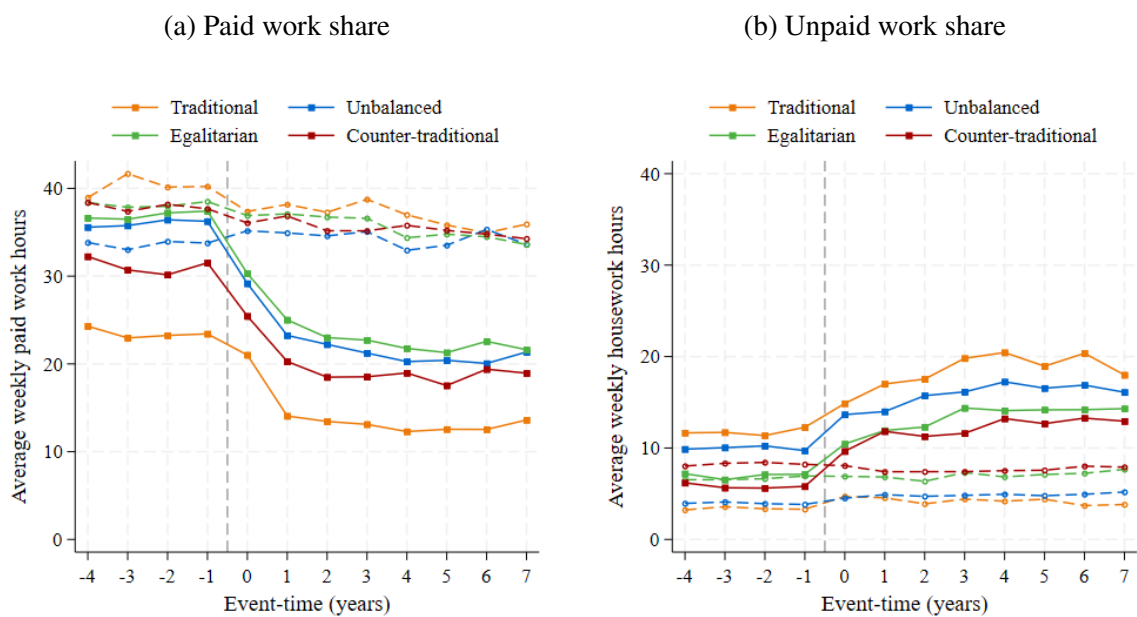 (a) Paid work share
Traditional
Unbalanced
Egalitarian
Counter-traditional
Average weekly paid work hours
40
30
20
10
0
-4 -3 -2 -1 0 1 2 3 4 5 6 7
Event-time (years)
(b) Unpaid work share
Traditional
Unbalanced
Egalitarian
Counter-traditional
Average weekly housework hours
40
30
20
10
0
-4 -3 -2 -1 0 1 2 3 4 5 6 7
Event-time (years)